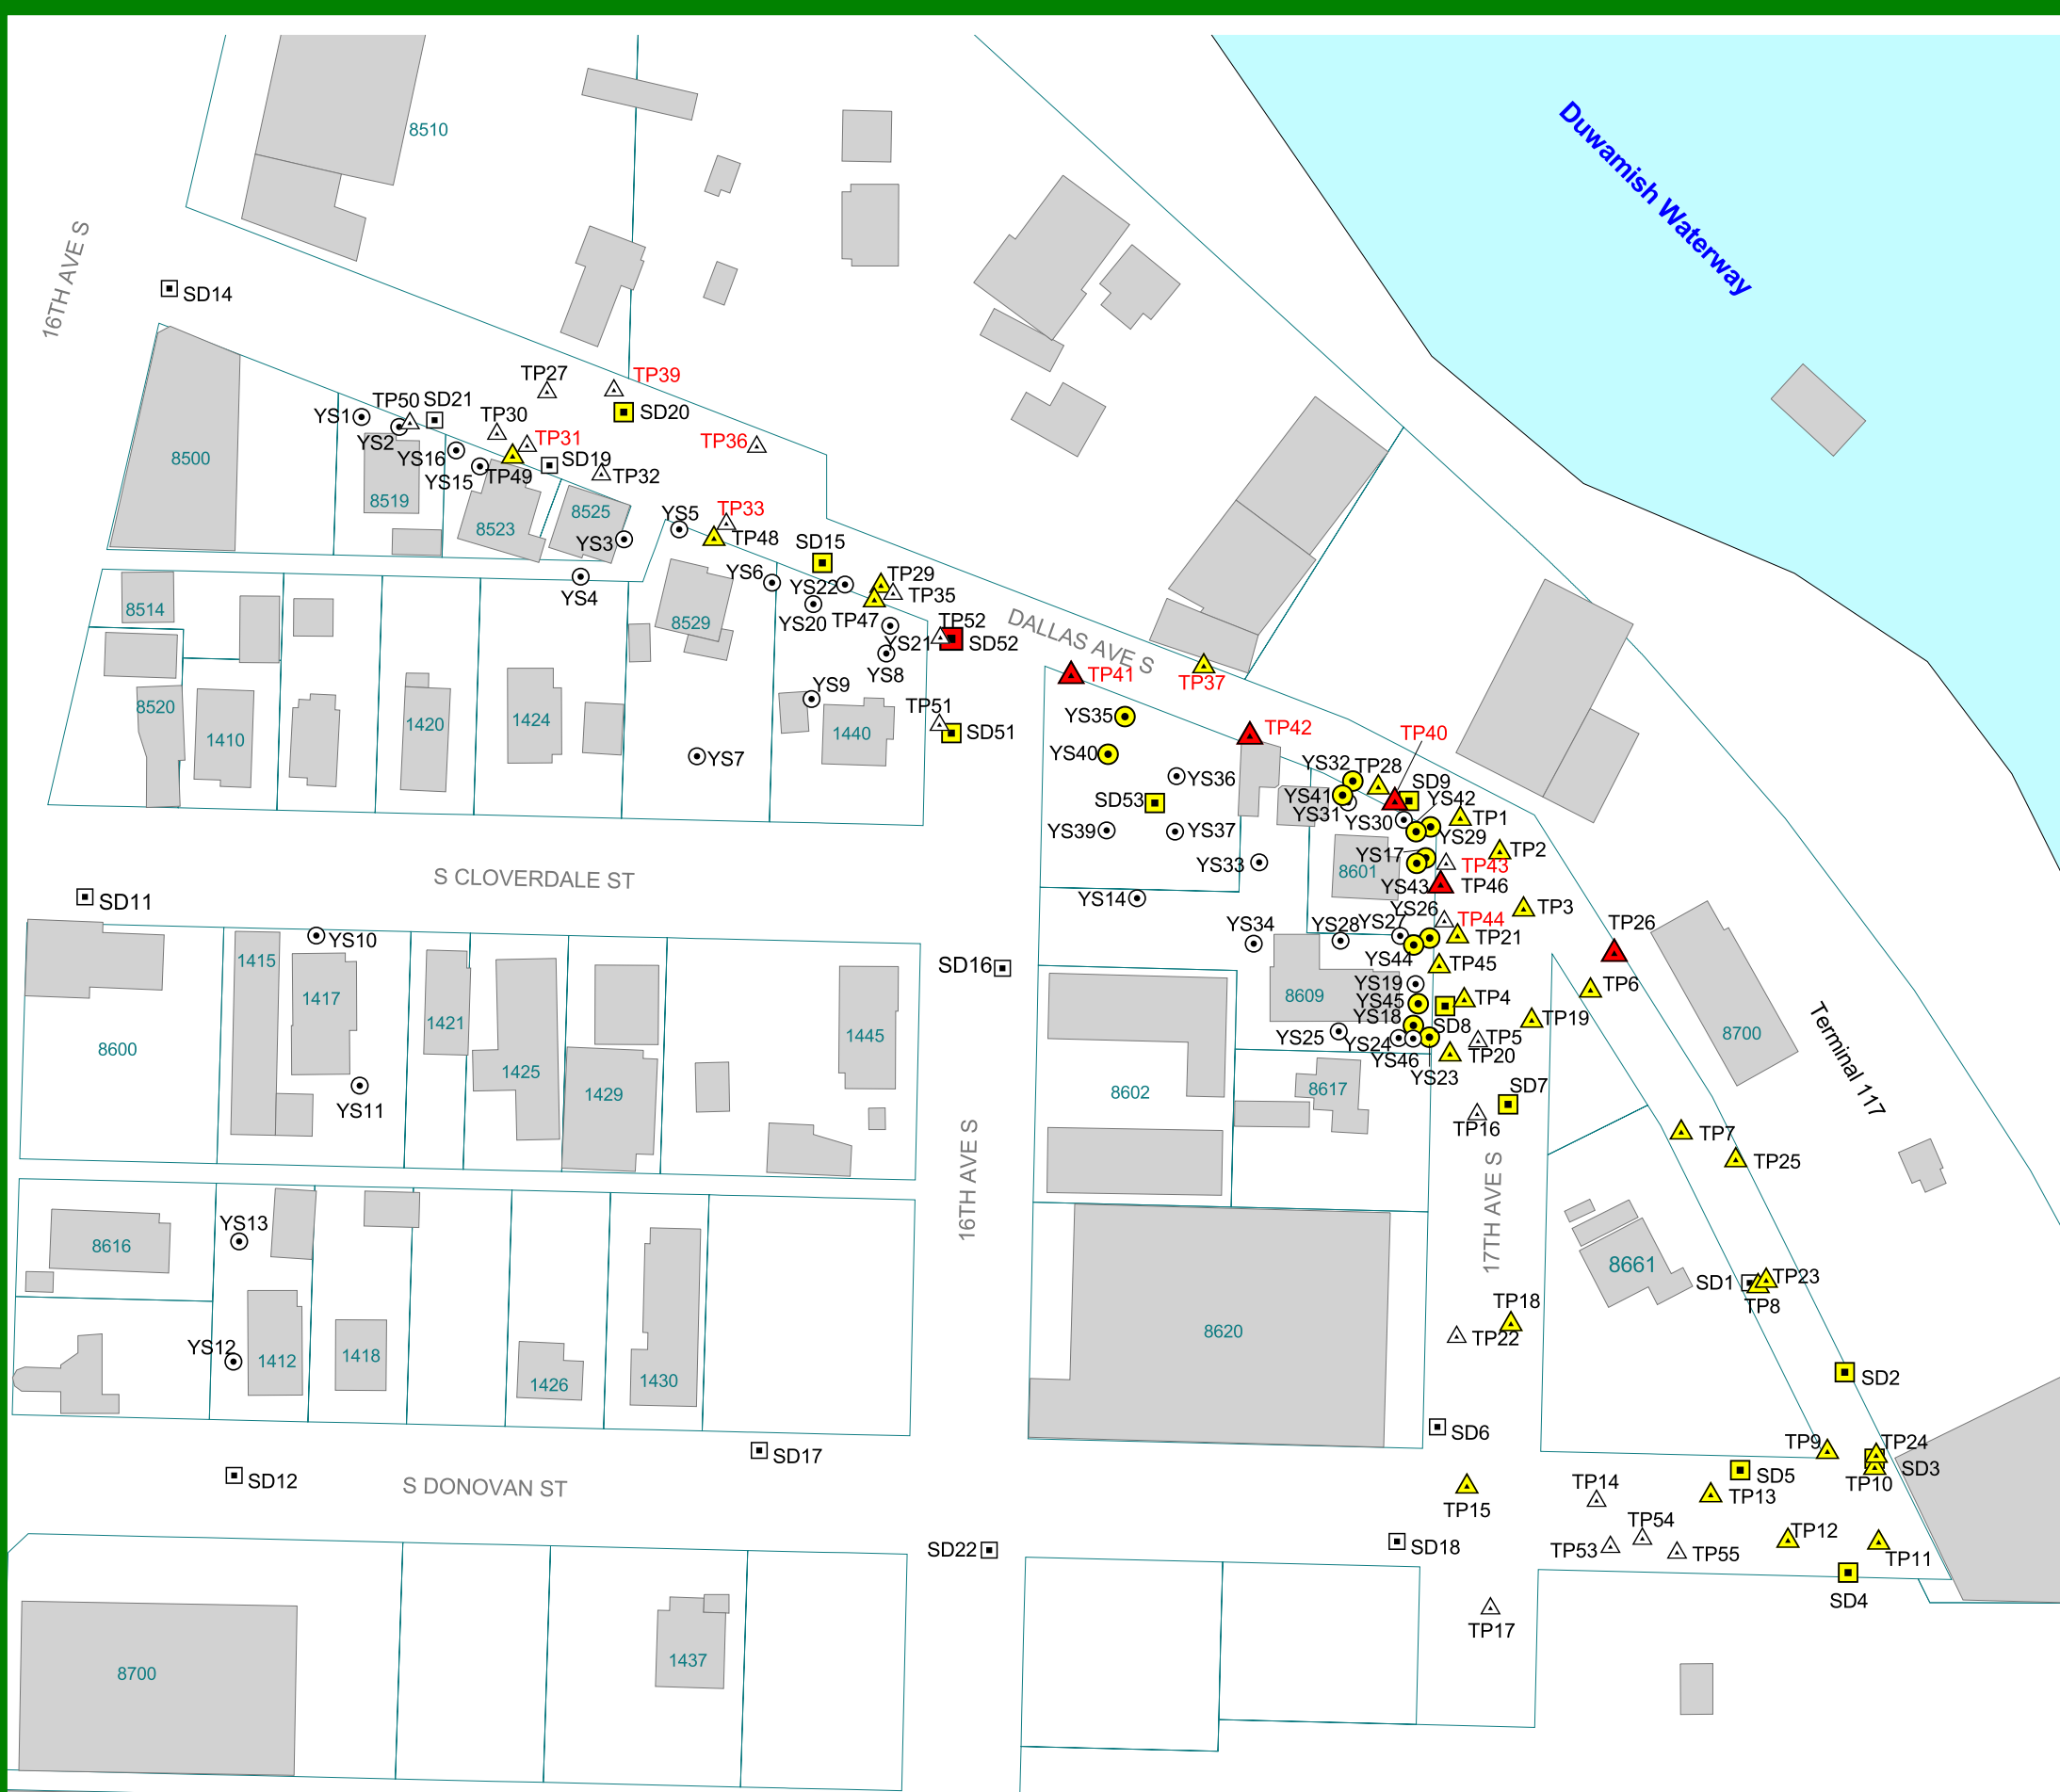 Duwamish Waterway
8510
16TH AVE S
SD14
TP27
TP39
SD20
TP50
SD21
YS1
YS2
TP30
TP31
TP36
8500
YS16
SD19
YS15
TP49
TP32
8519
8523
8525
YS3
YS5
TP33
TP48
SD15
YS4
YS6
YS22
TP29
TP35
8514
8529
YS20
TP47
TP52
YS21
SD52
YS8
DALLAS AVE S
TP41
TP37
8520
1410
1420
1424
YS9
1440
TP51
SD51
YS7
YS35
YS40
TP42
TP40
YS36
YS32
TP28
SD9
SD53
YS41
YS31
YS42
YS30
TP1
YS39
YS37
YS29
TP2
YS33
YS17
TP43
8601
YS43
TP46
S CLOVERDALE ST
SD11
YS14
YS26
TP3
YS34
YS28
YS27
TP44
TP21
TP26
YS10
1415
1417
1421
1425
1429
1445
8600
SD16
YS44
TP45
YS19
8609
YS45
TP4
TP6
YS18
SD8
TP19
YS25
YS24
TP5
YS46
TP20
YS23
8700
Terminal 117
YS11
8602
8617
SD7
TP16
TP7
TP25
16TH AVE S
17TH AVE S
YS13
8616
8661
SD1
TP23
TP8
YS12
1412
1418
1426
1430
8620
TP18
TP22
SD2
SD6
SD17
SD12
S DONOVAN ST
TP9
TP24
SD5
SD3
TP10
TP15
TP14
TP13
TP54
TP12
TP53
TP55
TP11
SD22
SD18
SD4
TP17
8700
1437